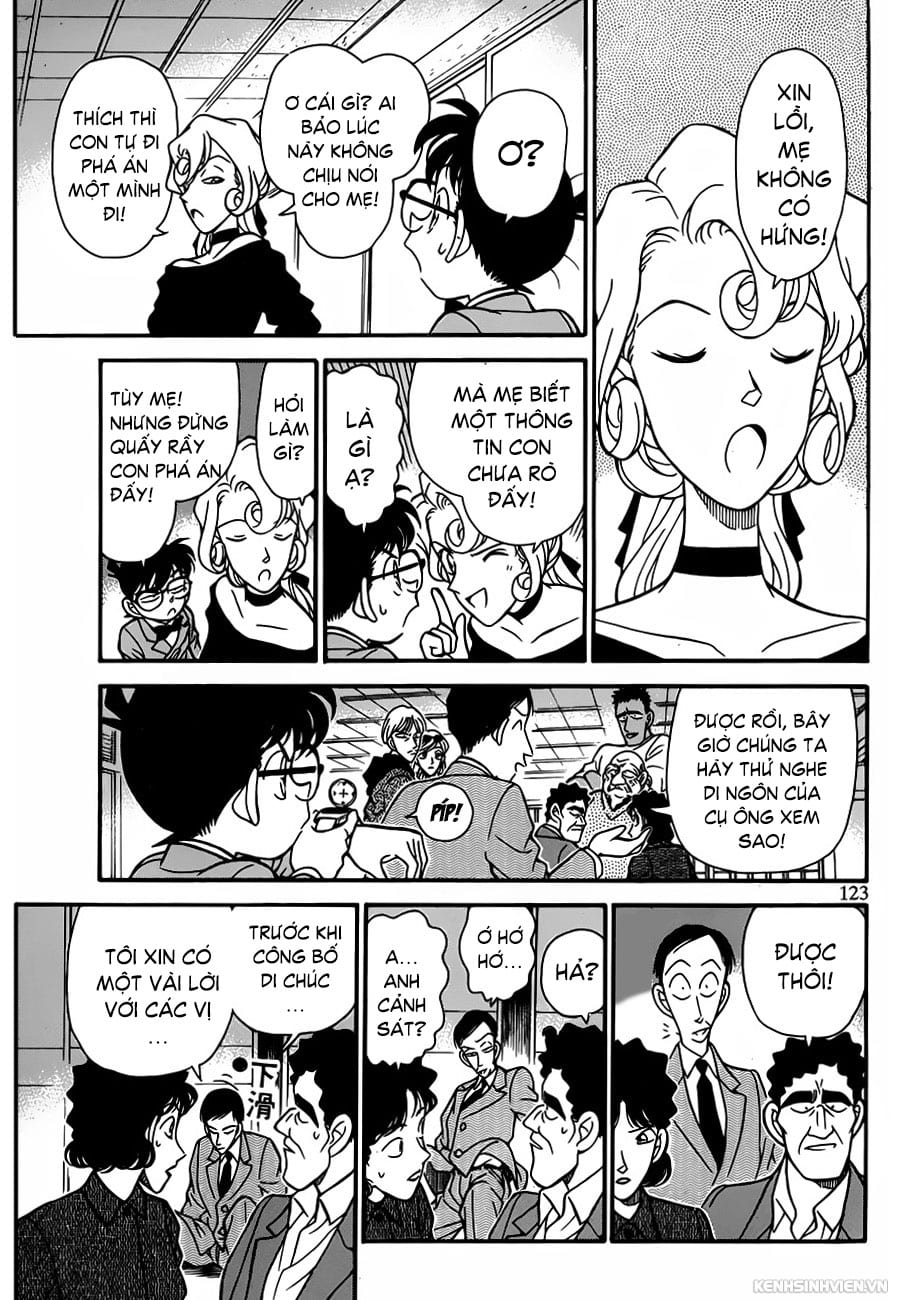 XIN
LỖI,
MẸ
KHÔNG
CÓ
HỨNG!
Ơ?
Ơ CÁI GÌ? AI
BẢO LÚC
NÀY KHÔNG
CHỊU NÓI
CHO MẸ!
THÍCH THÌ
CON TỰ ĐI
PHÁ ÁN
MỘT MÌNH
ĐI!
MÀ MẸ BIẾT
MỘT THÔNG
TIN CON
CHƯA RÕ
ĐẤY!
LÀ
GÌ
Ạ?
HỎI
LÀM
GÌ?
TÙY MẸ!
NHƯNG ĐỪNG
QUẤY RẦY
CON PHÁ ÁN
ĐẤY!
ĐƯỢC RỒI, BÂY
GIỜ CHÚNG TA
HÃY THỬ NGHE
DI NGÔN CỦA
CỤ ÔNG XEM
SAO!
PÍP!
123
ĐƯỢC
THÔI!
HẢ?
Ớ HỚ
HỚ...
A...
ANH
CẢNH
SÁT?
TRƯỚC KHI
CÔNG BỐ
DI CHÚC
...
TÔI XIN CÓ
MỘT VÀI LỜI
VỚI CÁC VỊ
...
下滑
KENHSINHVIEN.VN